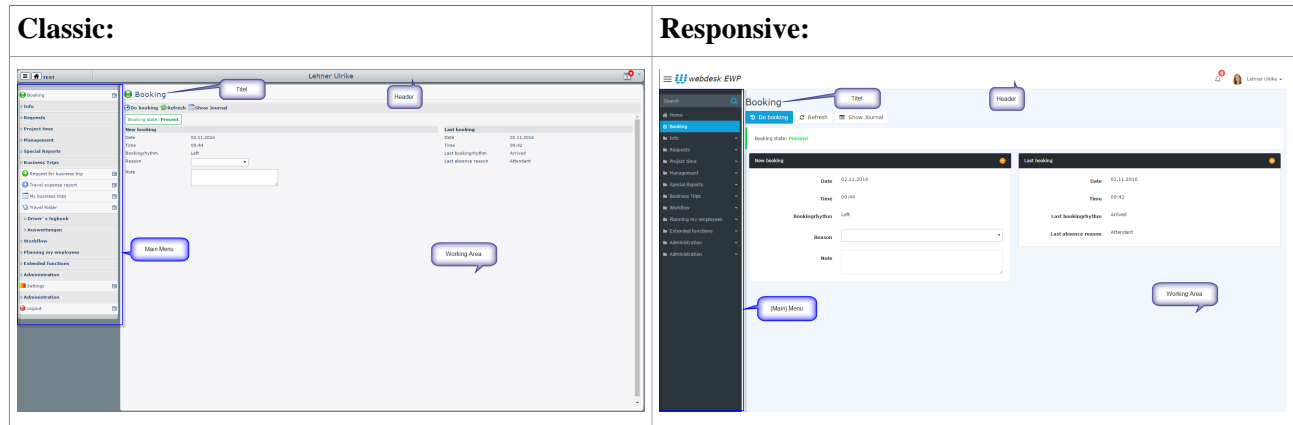 Classic:
TEST
Lehner Ulrike
Booking
Info
Requests
Project time
Management
Special Reports
Business Trips
Request for business trip
Travel expense report
My business trips
Travel folder
Driver´s logbook
Auswertungen
Workflow
Planning my employees
Extended functions
Administration
Settings
Administration
Logout
Booking
Titel
Header
Do booking Refresh Show Journal
Booking state: Present
New booking Last booking
Date 02.11.2016 Date 02.11.2016
Time 09:44 Time 09:42
Bookingrhythm Left Last bookingrhythm Arrived
Reason Last absence reason Attendant
Note
Main Menu
Working Area
Responsive:
webdesk EWP
4
Lehner Ulrike
Search
Home
Booking
Info
Requests
Project time
Management
Special Reports
Business Trips
Workflow
Planning my employees
Extended functions
Administration
Administration
Booking
Titel
Header
Do booking Refresh Show Journal
Booking state: Present
New booking Last booking
Date 02.11.2016 Date 02.11.2016
Time 09:44 Time 09:42
Bookingrhythm Left Last bookingrhythm Arrived
Reason Last absence reason Attendant
Note
(Main) Menu
Working Area